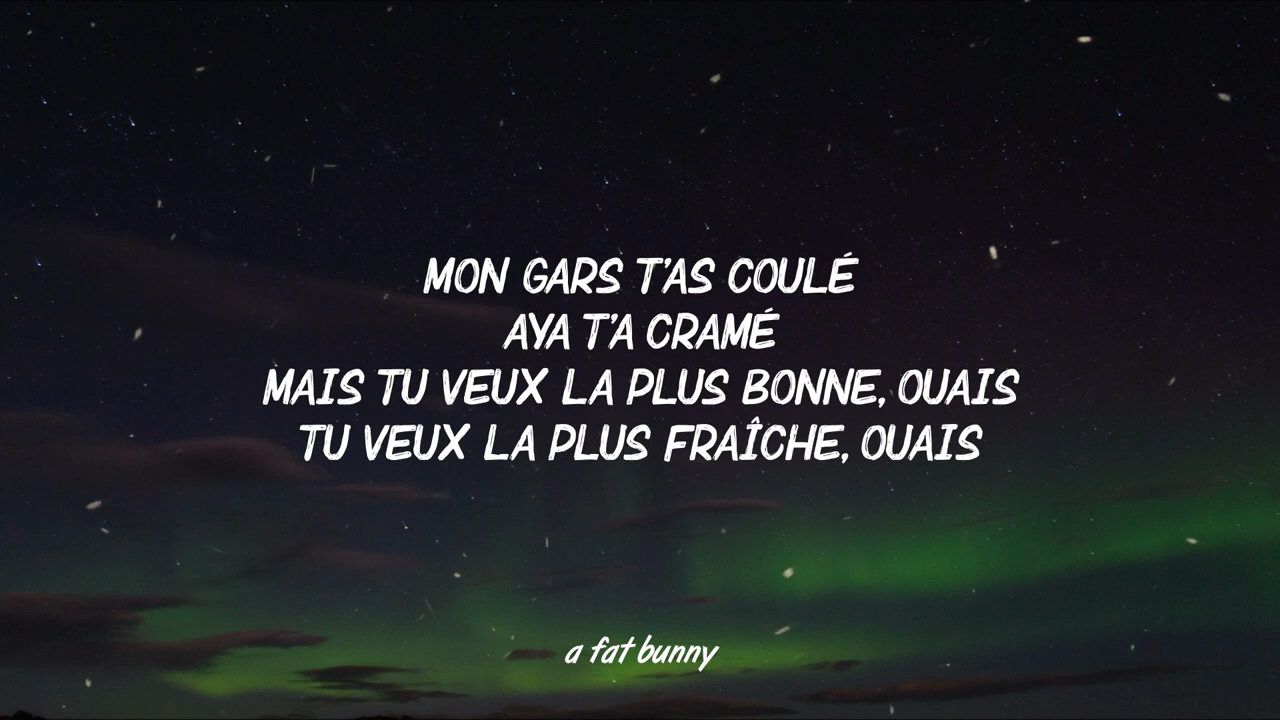 MON GARS T'AS COULÉ
AYA T'A CRAMÉ
MAIS TU VEUX LA PLUS BONNE, OUAIS
TU VEUX LA PLUS FRAÎCHE, OUAIS
a fat bunny